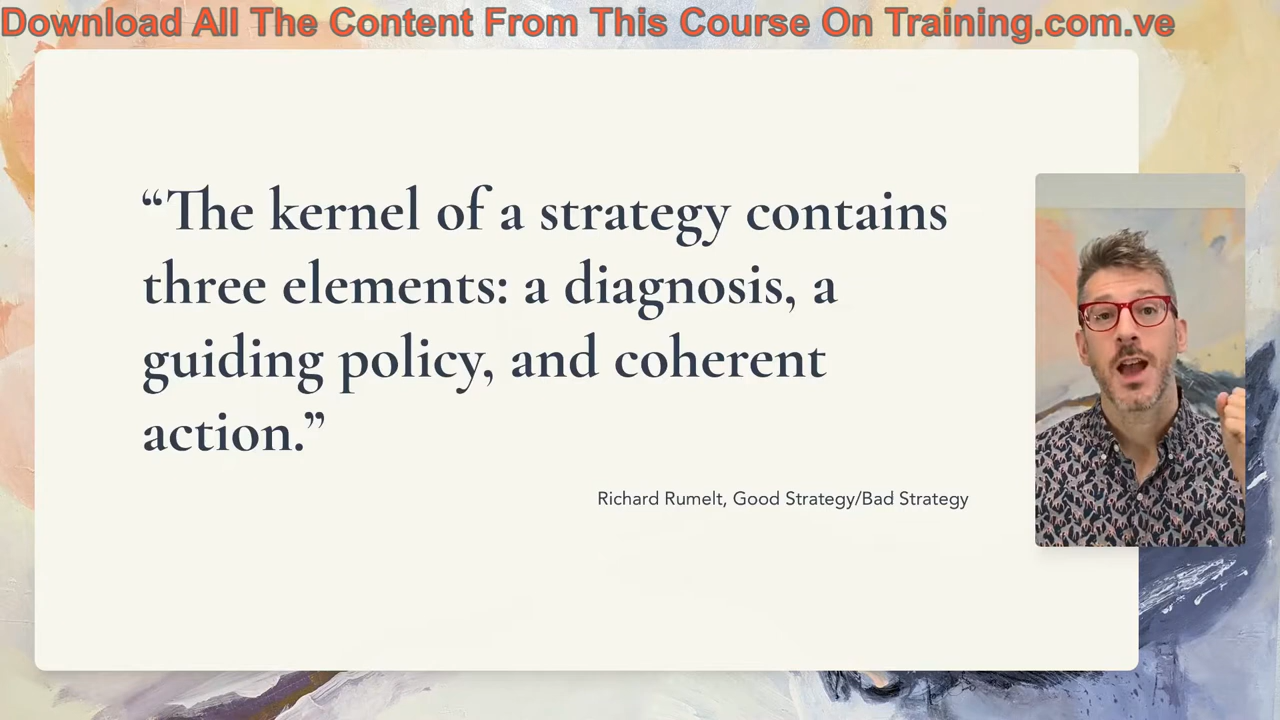 Download All The Content From This Course On Training.com.ve
“The kernel of a strategy contains
three elements: a diagnosis, a
guiding policy, and coherent
action.”
Richard Rumelt, Good Strategy/Bad Strategy